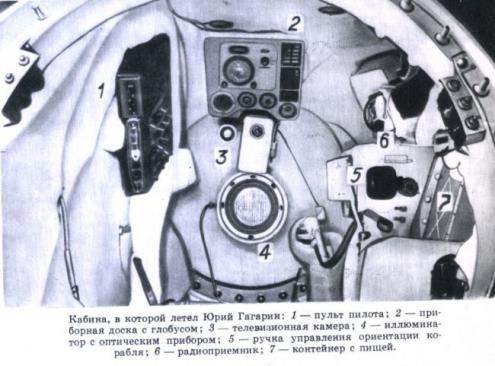 2
1
3
6
5
7
4
Кабина, в которой летел Юрий Гагарин: 1 — пульт пилота; 2 — при-
борная доска с глобусом; 3 — телевизионная камера; 4 — иллюмина-
тор с оптическим прибором; 5 — ручка управления ориентации ко-
рабля; 6 — радиоприемник; 7 — контейнер с пищей.